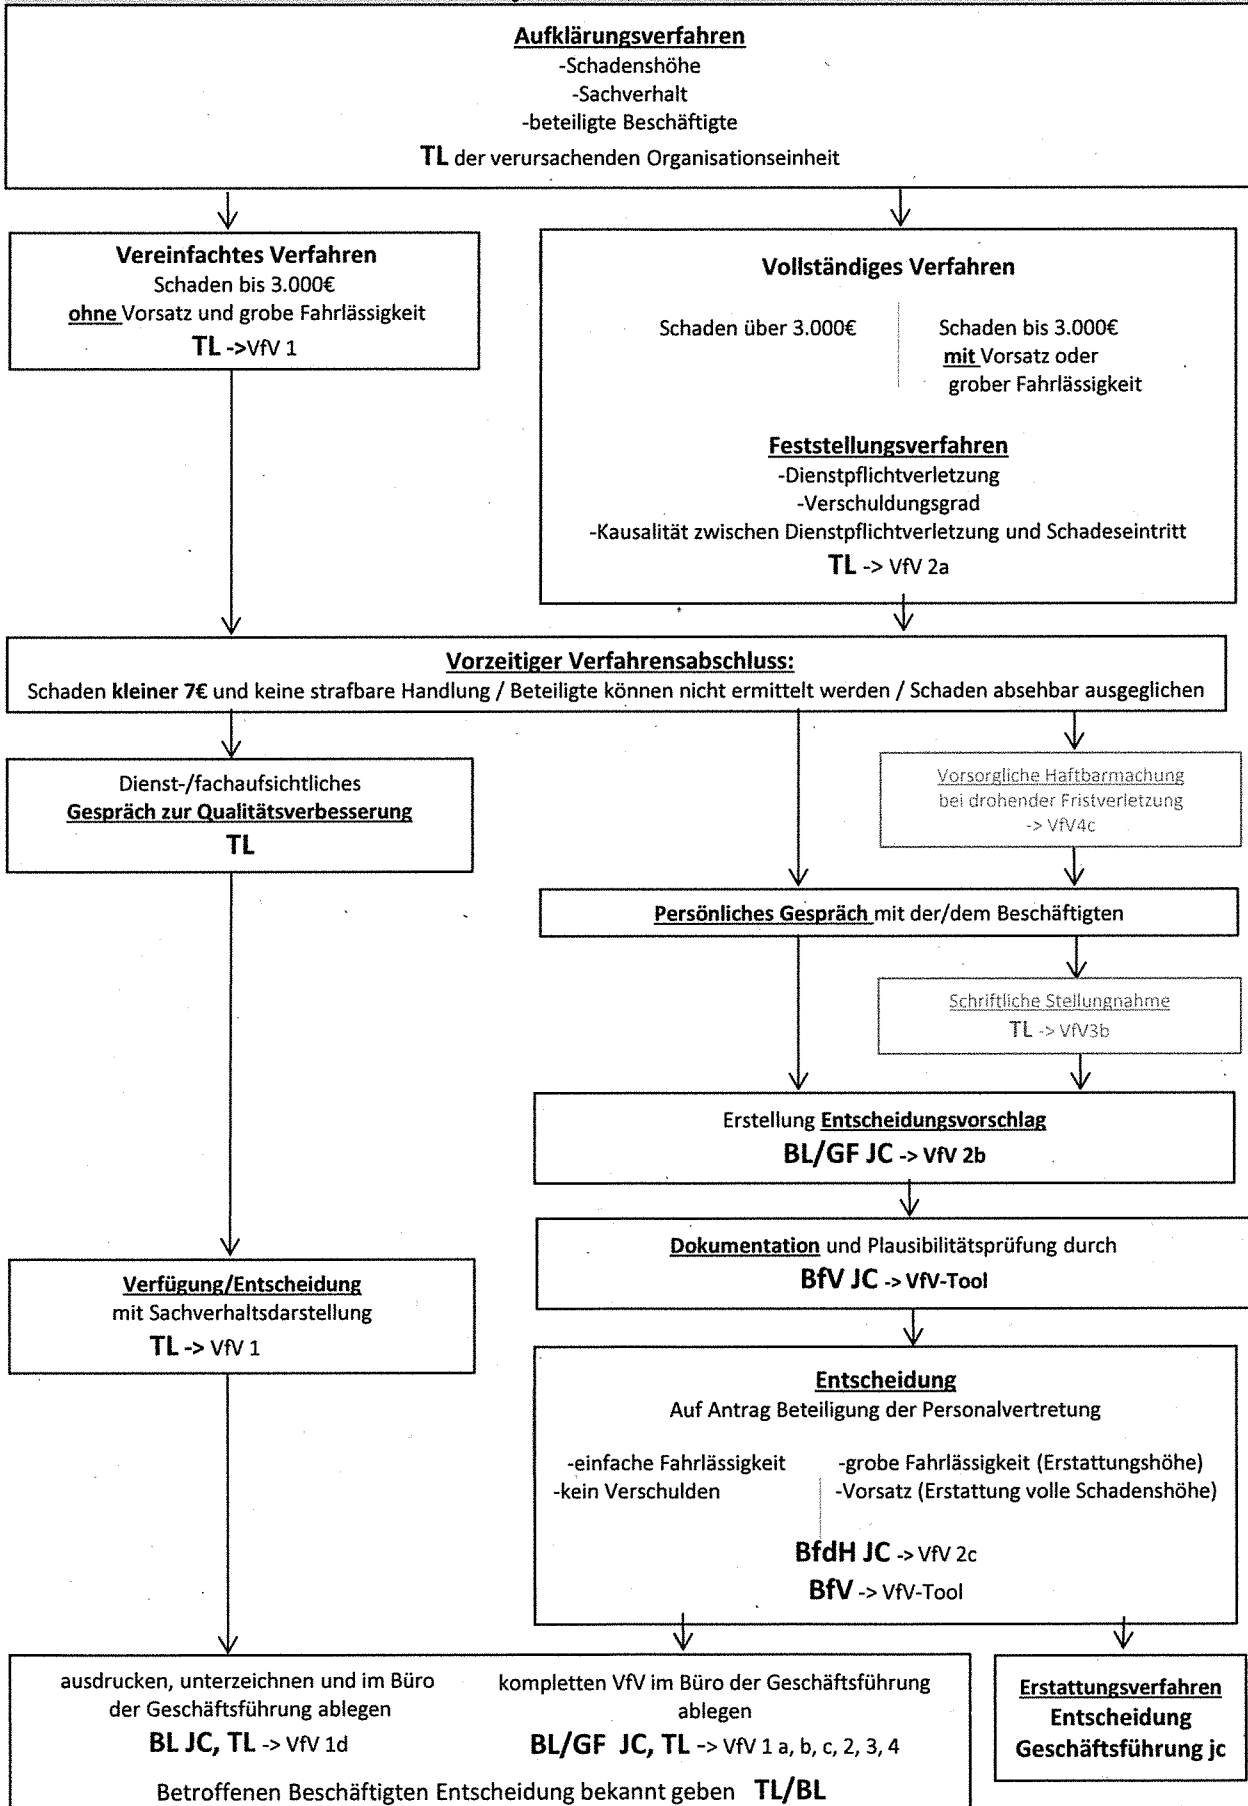 Aufklärungsverfahren
-Schadenshöhe
-Sachverhalt
-beteiligte Beschäftigte
TL der verursachenden Organisationseinheit
Vereinfachtes Verfahren
Schaden bis 3.000€
ohne Vorsatz und grobe Fahrlässigkeit
TL ->VfV 1
Vollständiges Verfahren
Schaden über 3.000€
Schaden bis 3.000€
mit Vorsatz oder
grober Fahrlässigkeit
Feststellungsverfahren
-Dienstpflichtverletzung
-Verschuldungsgrad
-Kausalität zwischen Dienstpflichtverletzung und Schadeseintritt
TL -> VfV 2a
Vorzeitiger Verfahrensabschluss:
Schaden kleiner 7€ und keine strafbare Handlung / Beteiligte können nicht ermittelt werden / Schaden absehbar ausgeglichen
Dienst-/fachaufsichtliches
Gespräch zur Qualitätsverbesserung
TL
Vorsorgliche Haftbarmachung
bei drohender Fristverletzung
-> VfV4c
Persönliches Gespräch mit der/dem Beschäftigten
Schriftliche Stellungnahme
TL -> VfV3b
Erstellung Entscheidungsvorschlag
BL/GF JC -> VfV 2b
Dokumentation und Plausibilitätsprüfung durch
BfV JC -> VfV-Tool
Verfügung/Entscheidung
mit Sachverhaltsdarstellung
TL -> VfV 1
Entscheidung
Auf Antrag Beteiligung der Personalvertretung
-einfache Fahrlässigkeit
-kein Verschulden
-grobe Fahrlässigkeit (Erstattungshöhe)
-Vorsatz (Erstattung volle Schadenshöhe)
BfdH JC -> VfV 2c
BfV -> VfV-Tool
ausdrucken, unterzeichnen und im Büro
der Geschäftsführung ablegen
BL JC, TL -> VfV 1d
kompletten VfV im Büro der Geschäftsführung
ablegen
BL/GF JC, TL -> VfV 1 a, b, c, 2, 3, 4
Betroffenen Beschäftigten Entscheidung bekannt geben TL/BL
Erstattungsverfahren
Entscheidung
Geschäftsführung jc